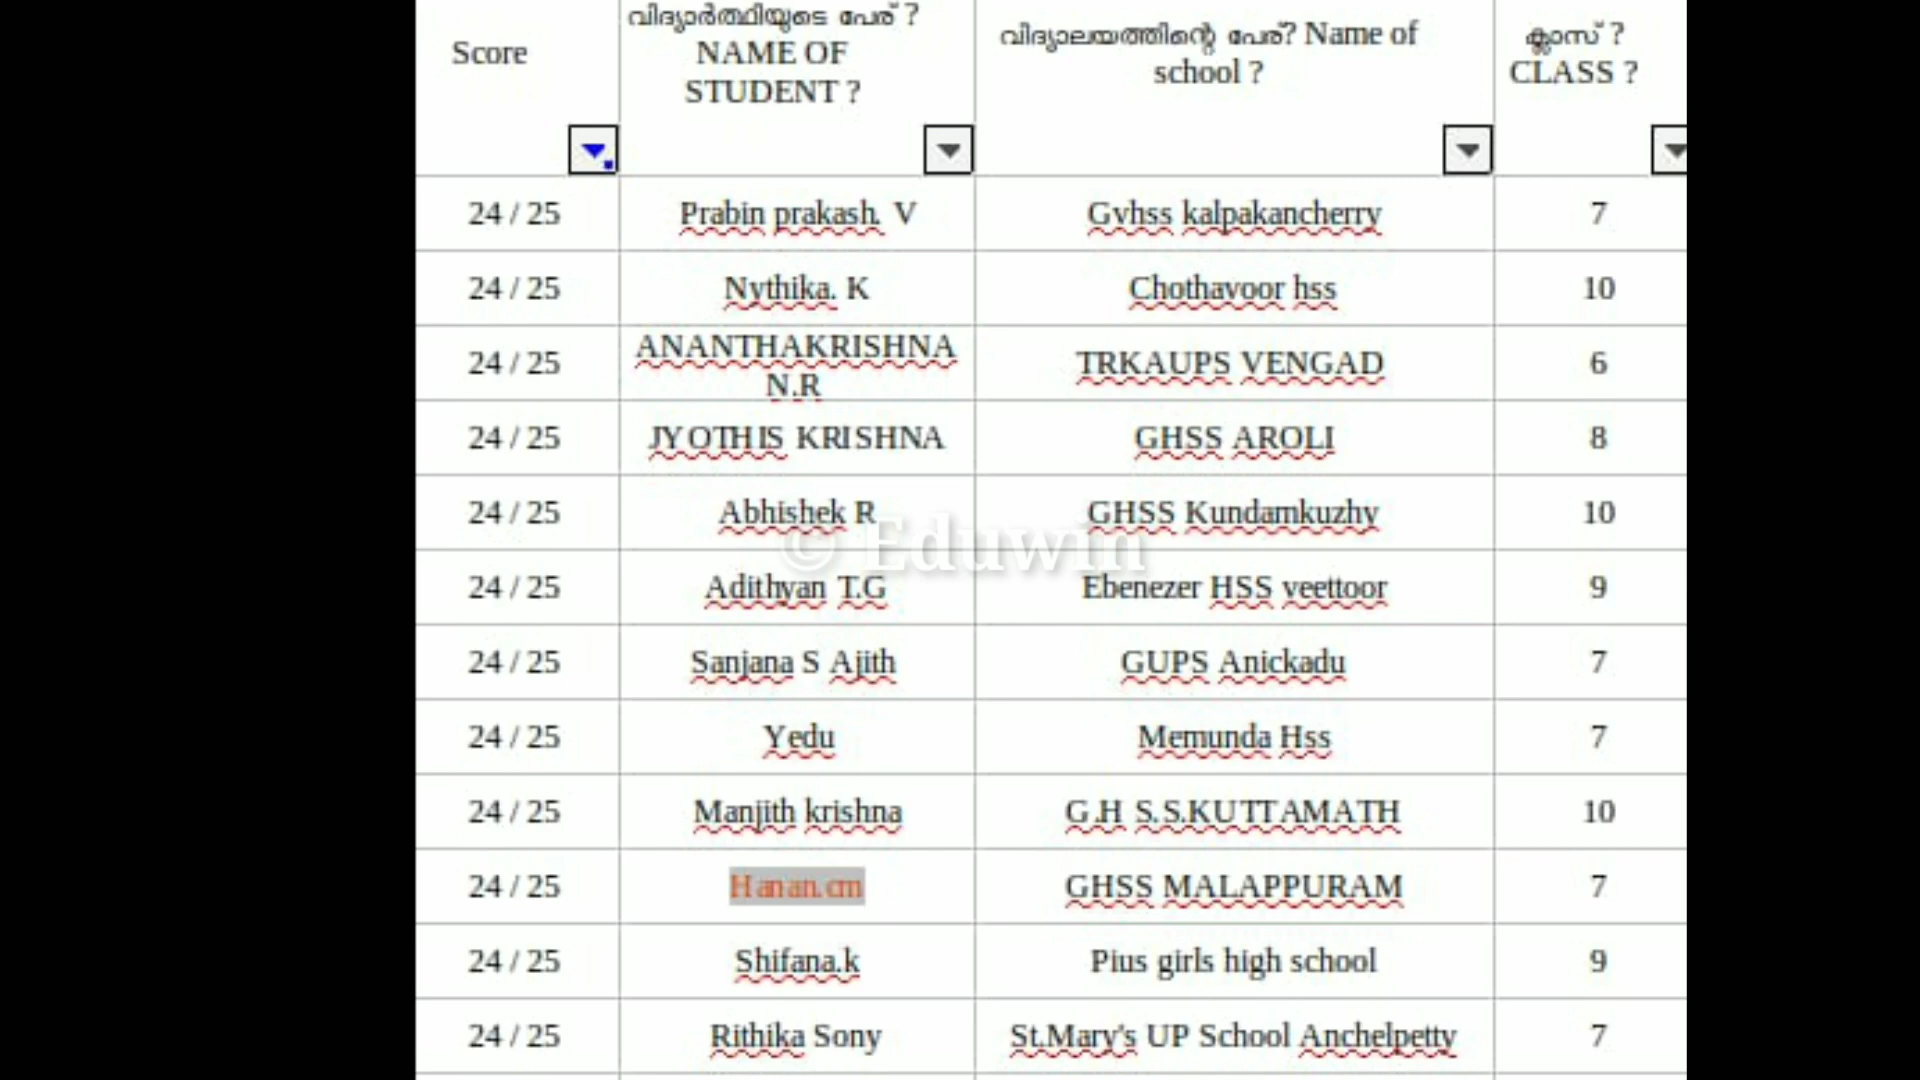 Score
വിദ്യാർത്ഥിയുടെ പേര് ?
NAME OF
STUDENT ?
വിദ്യാലയത്തിന്റെ പേര്? Name of
school ?
ക്ലാസ് ?
CLASS ?
24 / 25 Prabin prakash. V Gvhss kalpakancherry 7
24 / 25 Nythika. K Chothavoor hss 10
24 / 25 ANANTHAKRISHNA N.R TRKAUPS VENGAD 6
24 / 25 JYOTHIS KRISHNA GHSS AROLI 8
24 / 25 Abhishek R GHSS Kundamkuzhy 10
© Eduwin
24 / 25 Adithyan T.G Ebenezer HSS veettoor 9
24 / 25 Sanjana S Ajith GUPS Anickadu 7
24 / 25 Yedu Memunda Hss 7
24 / 25 Manjith krishna G.H S.S.KUTTAMATH 10
24 / 25 Hanan.cm GHSS MALAPPURAM 7
24 / 25 Shifana.k Pius girls high school 9
24 / 25 Rithika Sony St.Mary's UP School Anchelpetty 7